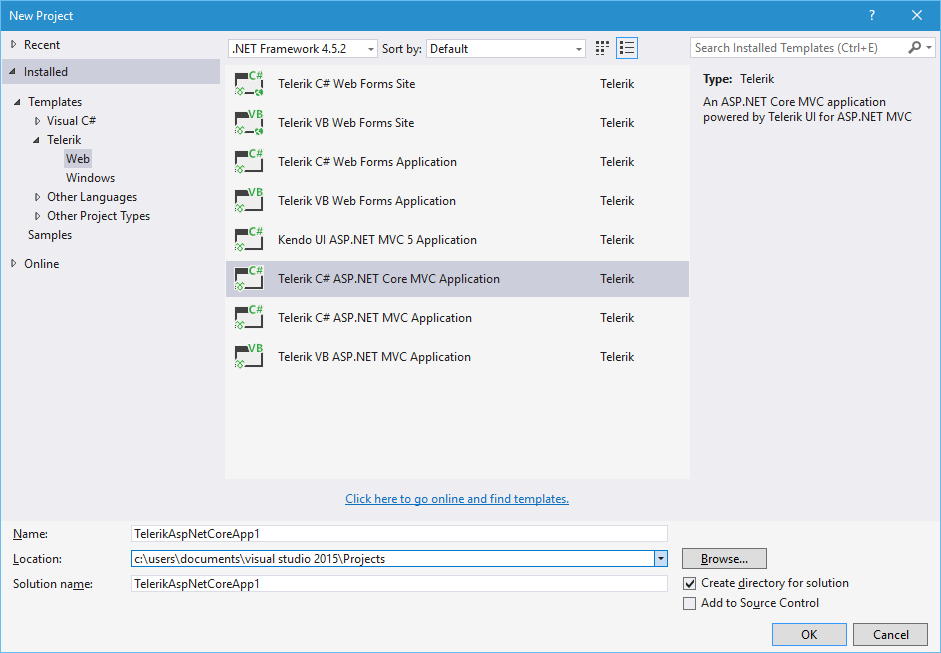 New Project
?
Recent
Installed
Templates
Visual C#
Telerik
Web
Windows
Other Languages
Other Project Types
Samples
Online
.NET Framework 4.5.2 Sort by: Default
C# Telerik C# Web Forms Site Telerik
VB Telerik VB Web Forms Site Telerik
C# Telerik C# Web Forms Application Telerik
VB Telerik VB Web Forms Application Telerik
C# Kendo UI ASP.NET MVC 5 Application Telerik
C# Telerik C# ASP.NET Core MVC Application Telerik
C# Telerik C# ASP.NET MVC Application Telerik
VB Telerik VB ASP.NET MVC Application Telerik
Click here to go online and find templates.
Search Installed Templates (Ctrl+E)
Type: Telerik
An ASP.NET Core MVC application
powered by Telerik UI for ASP.NET MVC
Name: TelerikAspNetCoreApp1
Location: c:\users\documents\visual studio 2015\Projects Browse...
Solution name: TelerikAspNetCoreApp1
Create directory for solution
Add to Source Control
OK Cancel